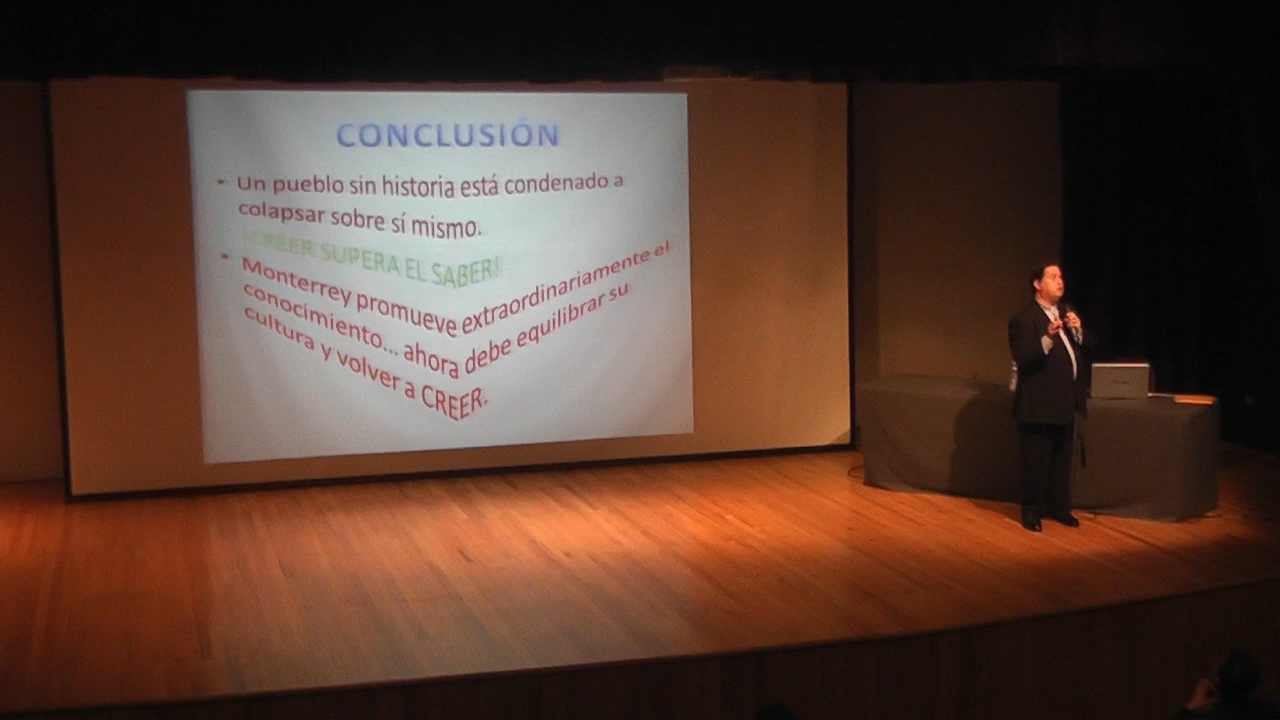 CONCLUSIÓN
- Un pueblo sin historia está condenado a
colapsar sobre sí mismo.
¡CREER SUPERA EL SABER!
• Monterrey promueve extraordinariamente el
conocimiento... ahora debe equilibrar su
cultura y volver a CREER.